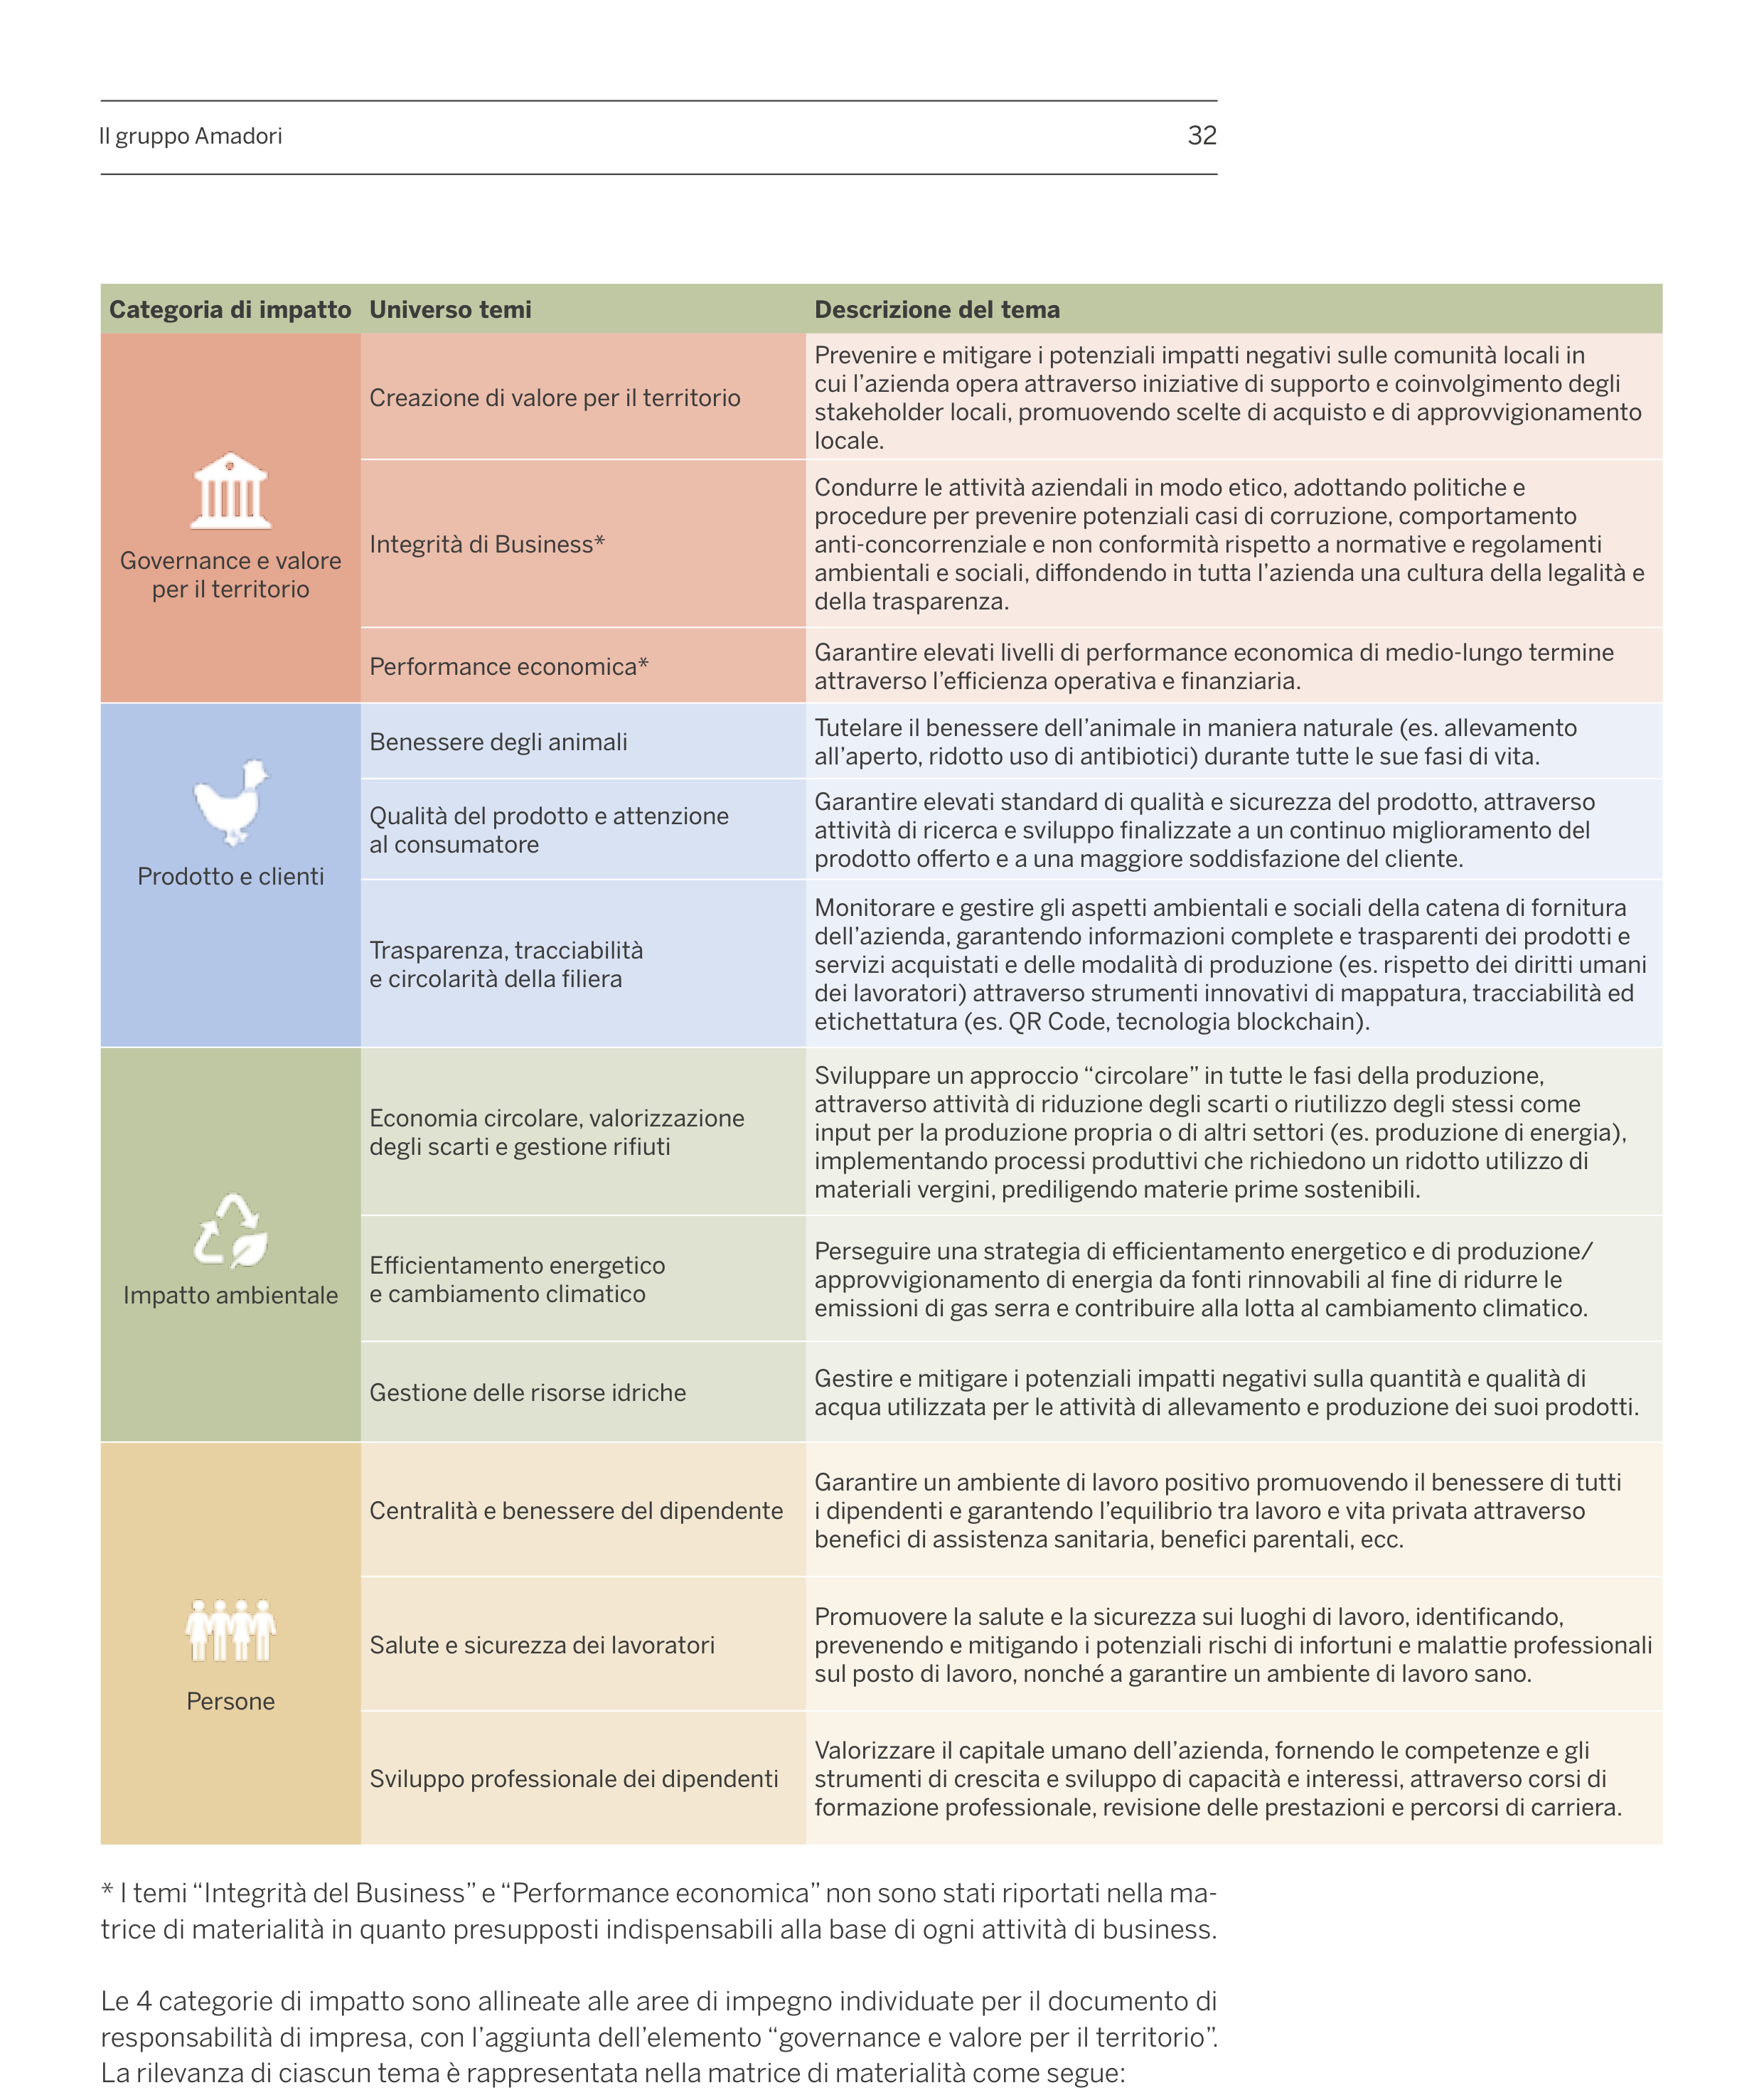 Il gruppo Amadori
32
Categoria di impatto Universo temi Descrizione del tema
Governance e valore
per il territorio
Creazione di valore per il territorio
Prevenire e mitigare i potenziali impatti negativi sulle comunità locali in
cui l’azienda opera attraverso iniziative di supporto e coinvolgimento degli
stakeholder locali, promuovendo scelte di acquisto e di approvvigionamento
locale.
Integrità di Business*
Condurre le attività aziendali in modo etico, adottando politiche e
procedure per prevenire potenziali casi di corruzione, comportamento
anti-concorrenziale e non conformità rispetto a normative e regolamenti
ambientali e sociali, diffondendo in tutta l’azienda una cultura della legalità e
della trasparenza.
Performance economica*
Garantire elevati livelli di performance economica di medio-lungo termine
attraverso l’efficienza operativa e finanziaria.
Prodotto e clienti
Benessere degli animali
Tutelare il benessere dell’animale in maniera naturale (es. allevamento
all’aperto, ridotto uso di antibiotici) durante tutte le sue fasi di vita.
Qualità del prodotto e attenzione
al consumatore
Garantire elevati standard di qualità e sicurezza del prodotto, attraverso
attività di ricerca e sviluppo finalizzate a un continuo miglioramento del
prodotto offerto e a una maggiore soddisfazione del cliente.
Trasparenza, tracciabilità
e circolarità della filiera
Monitorare e gestire gli aspetti ambientali e sociali della catena di fornitura
dell’azienda, garantendo informazioni complete e trasparenti dei prodotti e
servizi acquistati e delle modalità di produzione (es. rispetto dei diritti umani
dei lavoratori) attraverso strumenti innovativi di mappatura, tracciabilità ed
etichettatura (es. QR Code, tecnologia blockchain).
Impatto ambientale
Economia circolare, valorizzazione
degli scarti e gestione rifiuti
Sviluppare un approccio “circolare” in tutte le fasi della produzione,
attraverso attività di riduzione degli scarti o riutilizzo degli stessi come
input per la produzione propria o di altri settori (es. produzione di energia),
implementando processi produttivi che richiedono un ridotto utilizzo di
materiali vergini, prediligendo materie prime sostenibili.
Efficientamento energetico
e cambiamento climatico
Perseguire una strategia di efficientamento energetico e di produzione/
approvvigionamento di energia da fonti rinnovabili al fine di ridurre le
emissioni di gas serra e contribuire alla lotta al cambiamento climatico.
Gestione delle risorse idriche
Gestire e mitigare i potenziali impatti negativi sulla quantità e qualità di
acqua utilizzata per le attività di allevamento e produzione dei suoi prodotti.
Persone
Centralità e benessere del dipendente
Garantire un ambiente di lavoro positivo promuovendo il benessere di tutti
i dipendenti e garantendo l’equilibrio tra lavoro e vita privata attraverso
benefici di assistenza sanitaria, benefici parentali, ecc.
Salute e sicurezza dei lavoratori
Promuovere la salute e la sicurezza sui luoghi di lavoro, identificando,
prevenendo e mitigando i potenziali rischi di infortuni e malattie professionali
sul posto di lavoro, nonché a garantire un ambiente di lavoro sano.
Sviluppo professionale dei dipendenti
Valorizzare il capitale umano dell’azienda, fornendo le competenze e gli
strumenti di crescita e sviluppo di capacità e interessi, attraverso corsi di
formazione professionale, revisione delle prestazioni e percorsi di carriera.
* I temi “Integrità del Business” e “Performance economica” non sono stati riportati nella ma-
trice di materialità in quanto presupposti indispensabili alla base di ogni attività di business.
Le 4 categorie di impatto sono allineate alle aree di impegno individuate per il documento di
responsabilità di impresa, con l’aggiunta dell’elemento “governance e valore per il territorio”.
La rilevanza di ciascun tema è rappresentata nella matrice di materialità come segue: